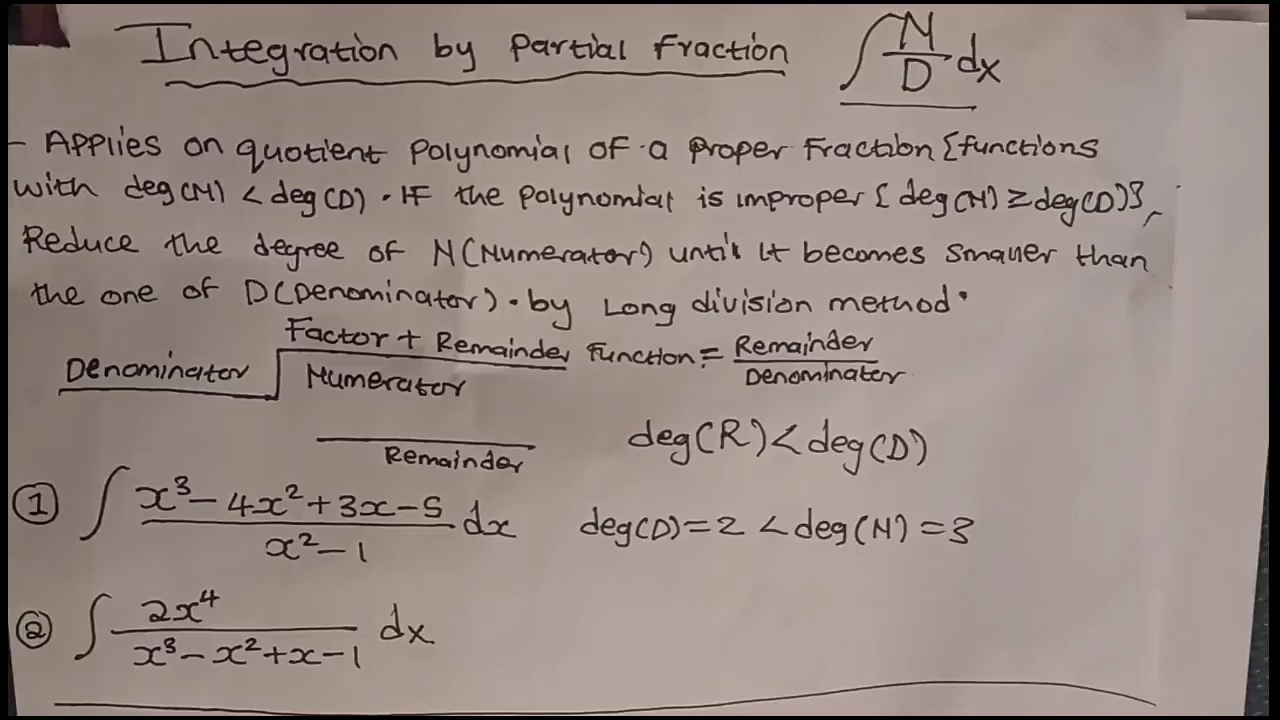 Integration by Partial Fraction ∫ N/D dx
- Applies on quotient Polynomial of a proper Fraction {functions
with deg(N) < deg(D). If the Polynomial is improper {deg(N) ≥ deg(D)},
Reduce the degree of N(Numerator) until it becomes smaller than
the one of D(Denominator). by Long division method.
Factor + Remainder Function = Remainder/Denominator
Denominator Numerator
Remainder
deg(R) < deg(D)
① ∫ (x³ - 4x² + 3x - 5)/(x² - 1) dx deg(D) = 2 < deg(N) = 3
② ∫ 2x⁴/(x³ - x² + x - 1) dx